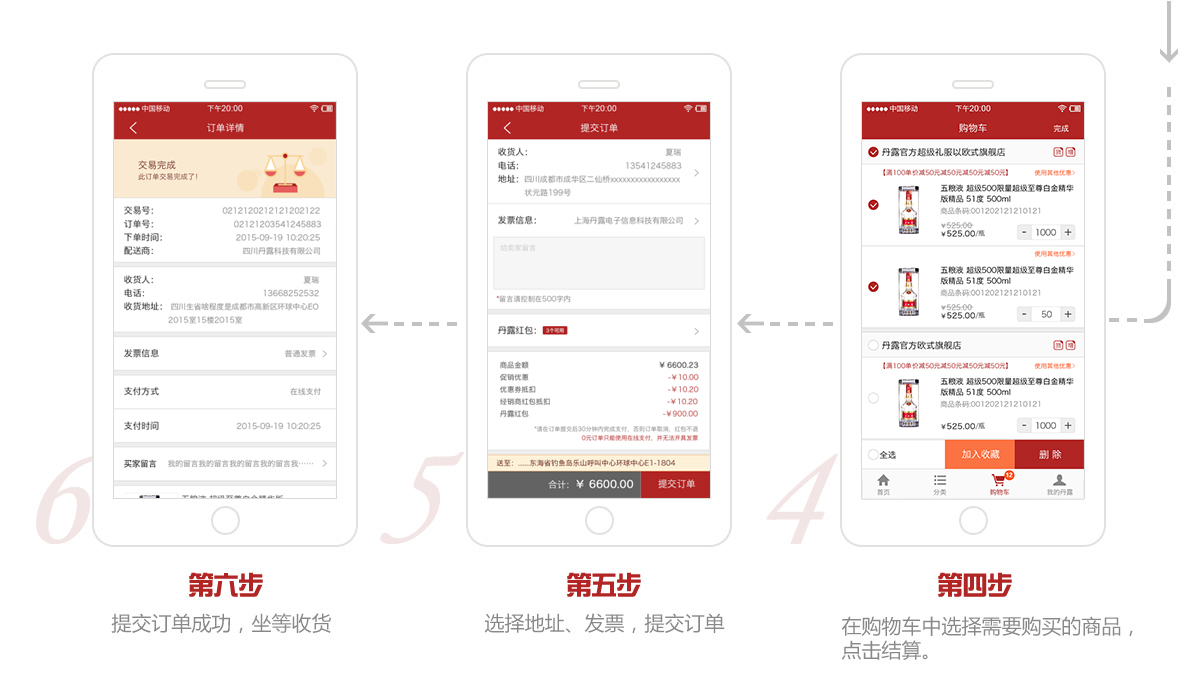 中国移动 下午20:00
订单详情
交易完成
此订单交易完成了!
交易号: 0212120212121202122
订单号: 02121203541245883
下单时间: 2015-09-19 10:20:25
配送商: 四川丹露科技有限公司
收货人: 夏瑞
电话: 13668252532
收货地址: 四川生省啥程度是成都市高新区环球中心EO
2015室15楼2015室
发票信息 普通发票
支付方式 在线支付
支付时间 2015-09-19 10:20:25
买家留言 我的留言我的留言我的留言我的留言我……
6
第六步
提交订单成功，坐等收货
中国移动 下午20:00
提交订单
收货人: 夏瑞
电话: 13541245883
地址: 四川成都市成华区二仙桥xxxxxxxxxxxxxxxxx
状元路199号
发票信息: 上海丹露电子信息科技有限公司
给卖家留言
*留言请控制在500字内
丹露红包: 3个可用
商品金额 ¥ 6600.23
促销优惠 -¥ 10.00
优惠券抵扣 -¥ 10.20
经销商红包抵扣 -¥ 10.20
丹露红包 -¥900.00
*请在订单提交后30分钟内完成支付，否则订单取消，红包不退
0元订单只能使用在线支付，并无法开具发票
送至: ......东海省钓鱼岛乐山呼叫中心环球中心E1-1804
合计: ¥ 6600.00 提交订单
5
第五步
选择地址、发票，提交订单
中国移动 下午20:00
购物车 完成
丹露官方超级礼服以欧式旗舰店
【满100单价减50元减50元减50元减50元】 使用其他优惠>
五粮液 超级500限量超级至尊白金精华
版精品 51度 500ml
商品条码:001202121210121
¥525.00
¥525.00/瓶 - 1000 +
使用其他优惠>
五粮液 超级500限量超级至尊白金精华
版精品 51度 500ml
商品条码:001202121210121
¥525.00
¥525.00/瓶 - 50 +
丹露官方欧式旗舰店
【满100单价减50元减50元减50元减50元】 使用其他优惠>
五粮液 超级500限量超级至尊白金精华
版精品 51度 500ml
商品条码:001202121210121
¥525.00/瓶 - 1000 +
全选 加入收藏 删 除
12
首页 分类 购物车 我的丹露
4
第四步
在购物车中选择需要购买的商品，
点击结算。